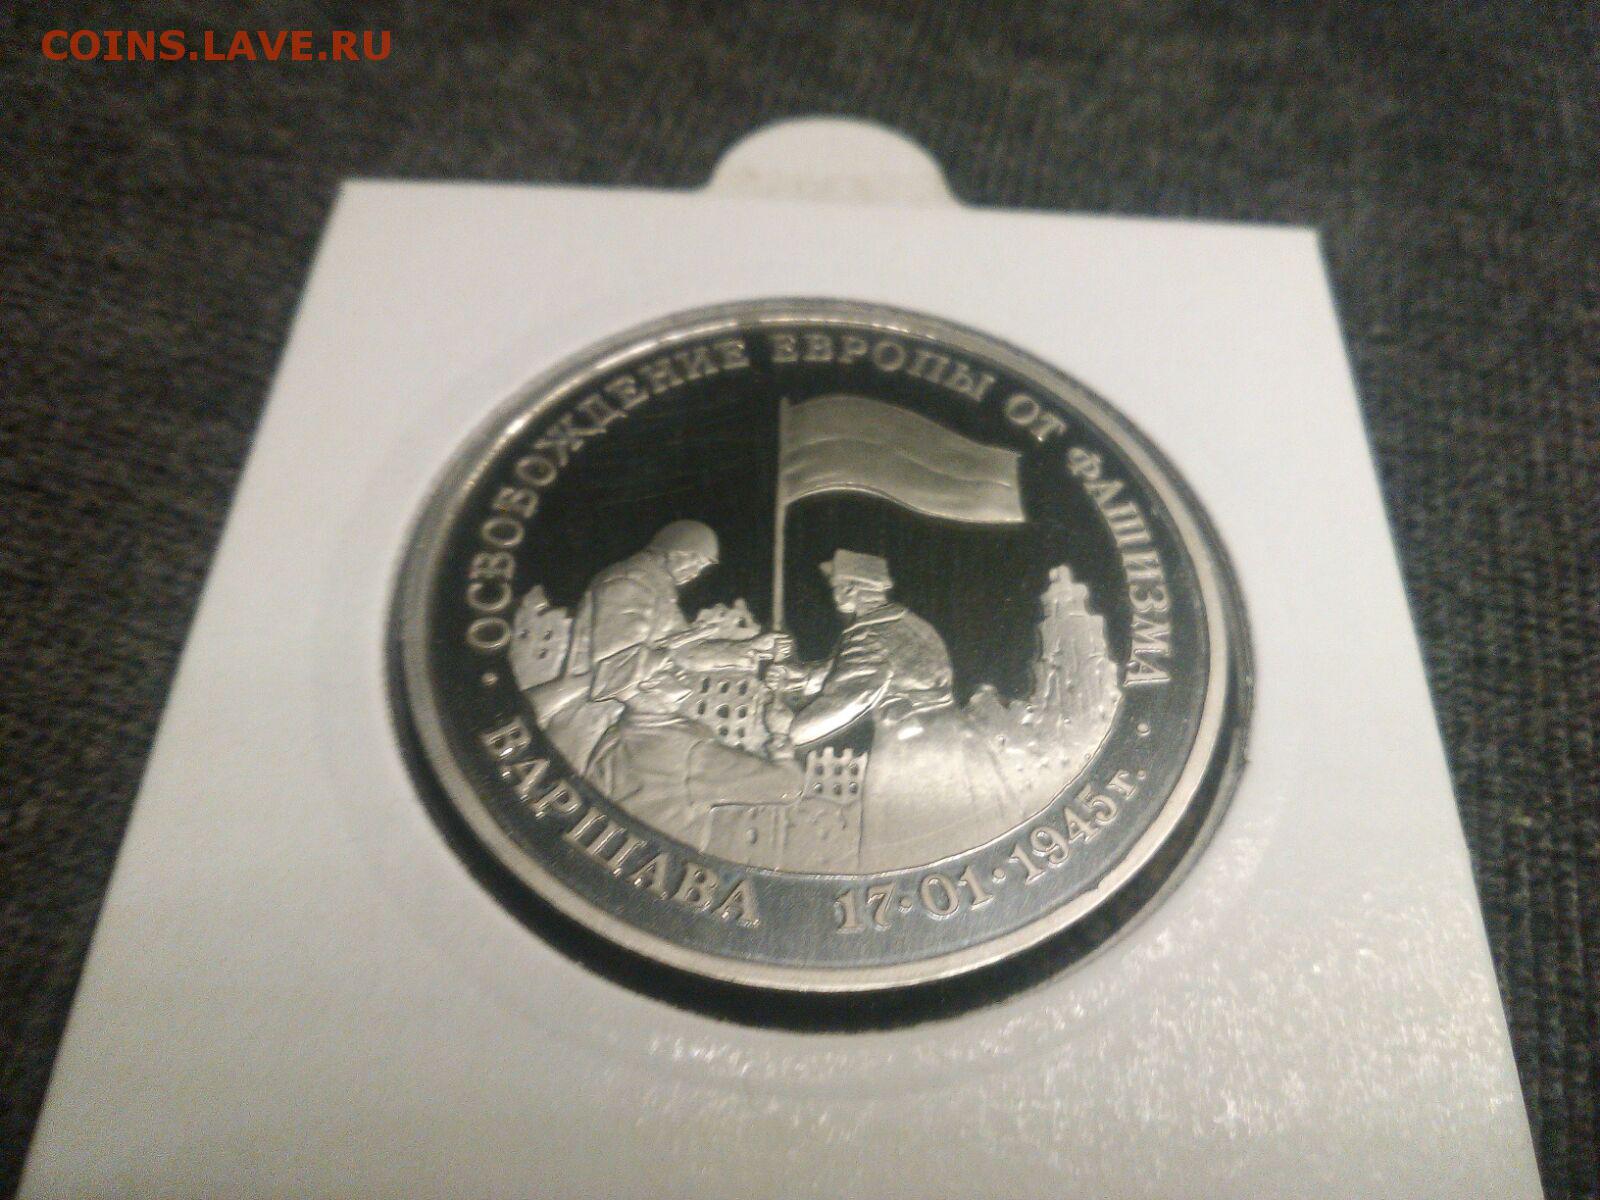 COINS.LAVE.RU
· ОСВОБОЖДЕНИЕ ЕВРОПЫ ОТ ФАШИЗМА ·
ВАРШАВА 17·01·1945г.